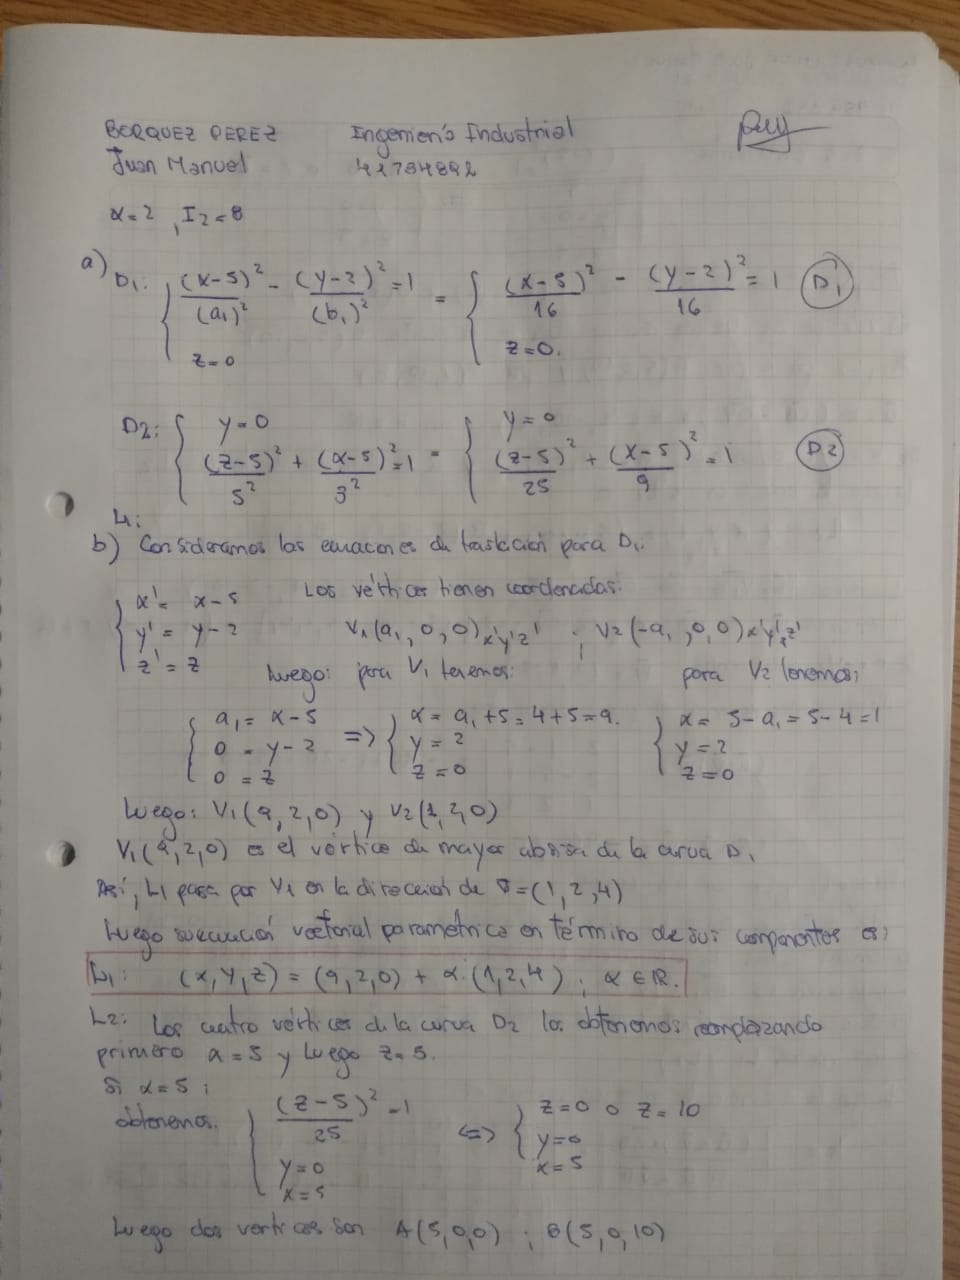 BORQUEZ PEREZ Ingeniería Industrial
Juan Manuel 41734892
α=2 , I2=8
a) D1: { (x-5)²/(a1)² - (y-2)²/(b1)² = 1 = { (x-5)²/16 - (y-2)²/16 = 1 (D1)
z=0 z=0.
D2: { y=0 = { y=0
(z-5)²/5² + (x-5)²/3² = 1 (z-5)²/25 + (x-5)²/9 = 1 (D2)
L1:
b) Consideramos las ecuaciones de traslación para D1.
{ x' = x-5 Los vértices tienen coordenadas:
y' = y-2 V1(a1,0,0)x'y'z' ; V2(-a1,0,0)x'y'z'
z' = z Luego: para V1 tenemos: para V2 tenemos:
{ a1 = x-5 => { x = a1+5 = 4+5 = 9. { x = 5-a1 = 5-4 = 1
0 = y-2 y = 2 y = 2
0 = z z = 0 z = 0
Luego: V1(9,2,0) y V2(1,2,0)
V1(9,2,0) es el vértice de mayor abscisa de la curva D1
Así, L1 pasa por V1 en la dirección de v=(1,2,4)
Luego su ecuación vectorial paramétrica en término de sus componentes es:
L1: (x,y,z) = (9,2,0) + α.(1,2,4) ; α ∈ ℝ.
L2: Los cuatro vértices de la curva D2 los obtenemos reemplazando
primero x=5 y luego z=5.
Si x=5 :
obtenemos: { (z-5)²/25 = 1 <=> { z=0 o z=10
y=0 y=0
x=5 x=5
Luego dos vertices son A(5,0,0) ; B(5,0,10)